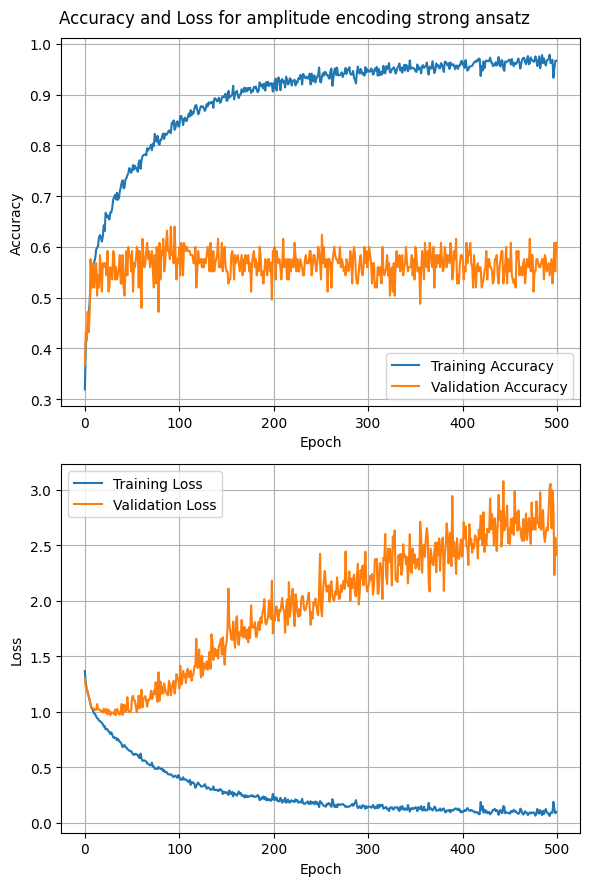 Accuracy and Loss for amplitude encoding strong ansatz
1.0
0.9
0.8
0.7
0.6
0.5
0.4
0.3
Accuracy
Training Accuracy
Validation Accuracy
0 100 200 300 400 500
Epoch
Training Loss
Validation Loss
3.0
2.5
2.0
1.5
1.0
0.5
0.0
Loss
0 100 200 300 400 500
Epoch